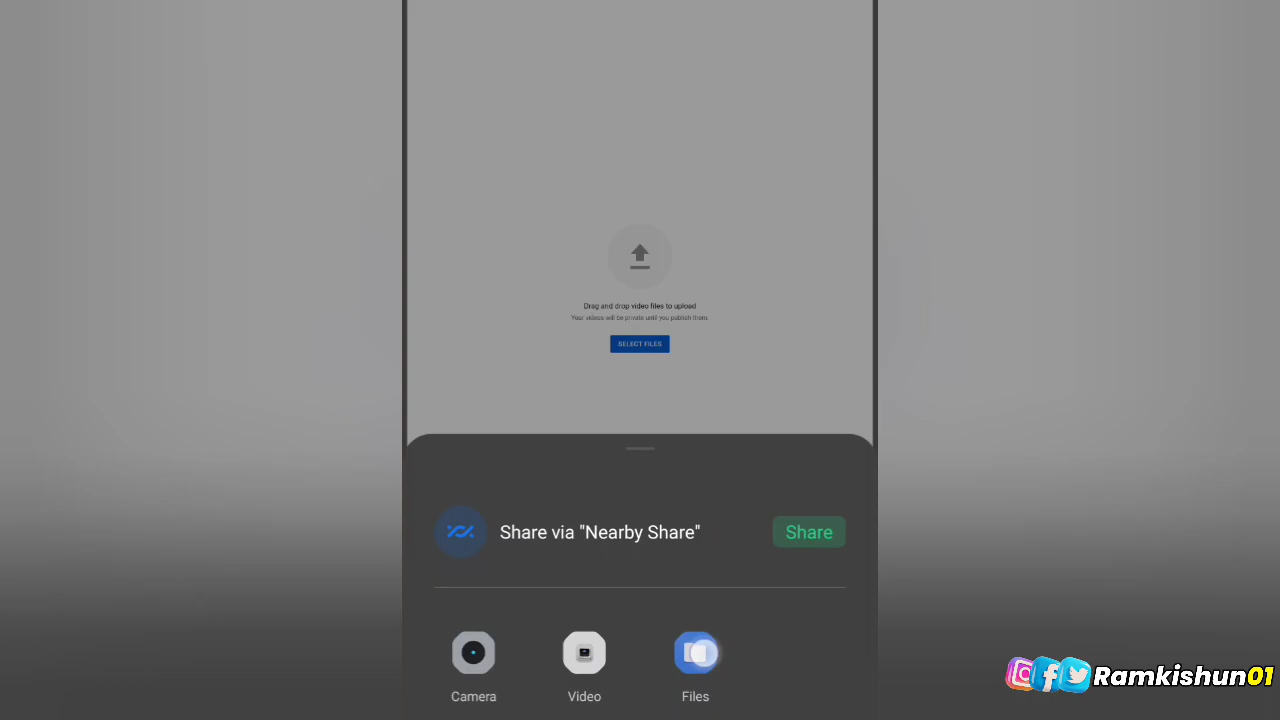 Drag and drop video files to upload
Your videos will be private until you publish them.
SELECT FILES
Share via "Nearby Share"
Share
Camera
Video
Files
Ramkishun01